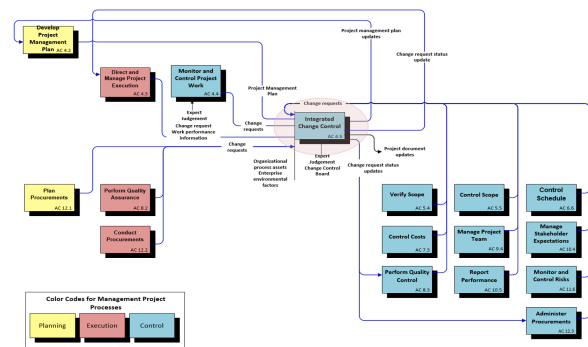 Develop
Project
Management
Plan
AC 4.2
Direct and
Manage Project
Execution
AC 4.3
Monitor and
Control Project
Work
AC 4.4
Project management plan
updates
Change request status
update
Project Management
Plan
Change requests
Integrated
Change Control
AC 4.5
Expert
Judgement
Change request
Work performance
information
Change
requests
Change
requests
Organizational
process assets
Enterprise
environmental
factors
Expert
Judgement
Change Control
Board
Project document
updates
Change request status
updates
Plan
Procurements
AC 12.1
Perform Quality
Assurance
AC 8.2
Conduct
Procurements
AC 12.2
Verify Scope
AC 5.4
Control Scope
AC 5.5
Control
Schedule
AC 6.6
Control Costs
AC 7.3
Manage Project
Team
AC 9.4
Manage
Stakeholder
Expectations
AC 10.4
Perform Quality
Control
AC 8.3
Report
Performance
AC 10.5
Monitor and
Control Risks
AC 11.6
Administer
Procurements
AC 12.3
Color Codes for Management Project
Processes
Planning
Execution
Control